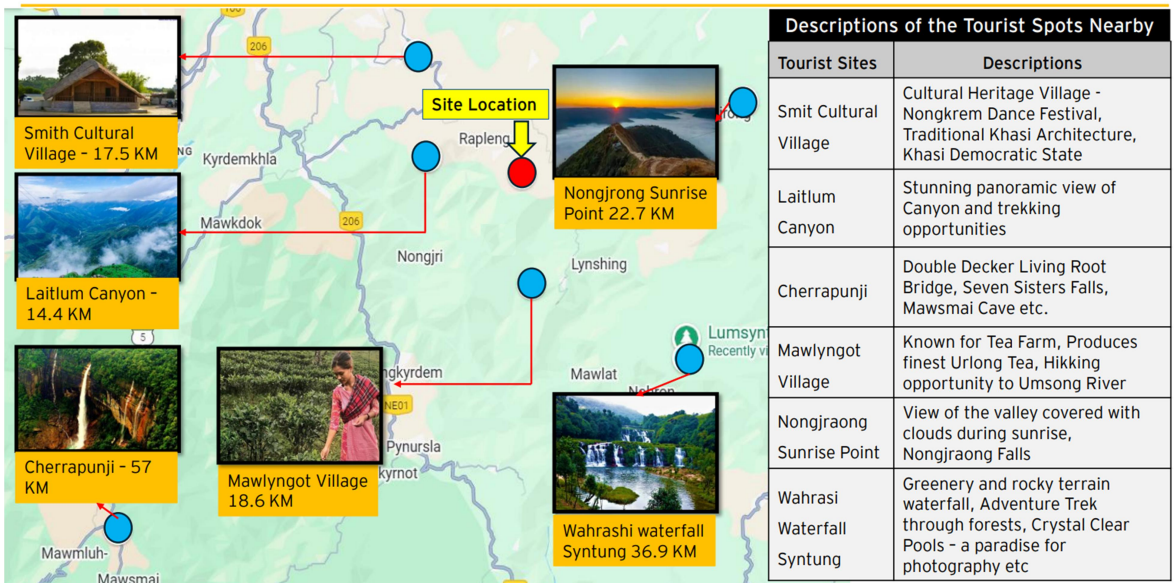 206
Smith Cultural
Village – 17.5 KM
NG
Kyrdemkhla
Site Location
Rapleng
Nongjrong Sunrise
Point 22.7 KM
Mawkdok
206
Laitlum Canyon –
14.4 KM
Nongjri
Lynshing
5
Cherrapunji – 57
KM
ngkyrdem
NE01
Pynursla
kyrnot
Mawlyngot Village
18.6 KM
Lumsynt
Recently vi
Mawlat
Wahrashi waterfall
Syntung 36.9 KM
Mawmluh-
Mawsmai
Descriptions of the Tourist Spots Nearby
Tourist Sites
Descriptions
Smit Cultural
Village
Cultural Heritage Village -
Nongkrem Dance Festival,
Traditional Khasi Architecture,
Khasi Democratic State
Laitlum
Canyon
Stunning panoramic view of
Canyon and trekking
opportunities
Cherrapunji
Double Decker Living Root
Bridge, Seven Sisters Falls,
Mawsmai Cave etc.
Mawlyngot
Village
Known for Tea Farm, Produces
finest Urlong Tea, Hikking
opportunity to Umsong River
Nongjraong
Sunrise Point
View of the valley covered with
clouds during sunrise,
Nongjraong Falls
Wahrasi
Waterfall
Syntung
Greenery and rocky terrain
waterfall, Adventure Trek
through forests, Crystal Clear
Pools – a paradise for
photography etc